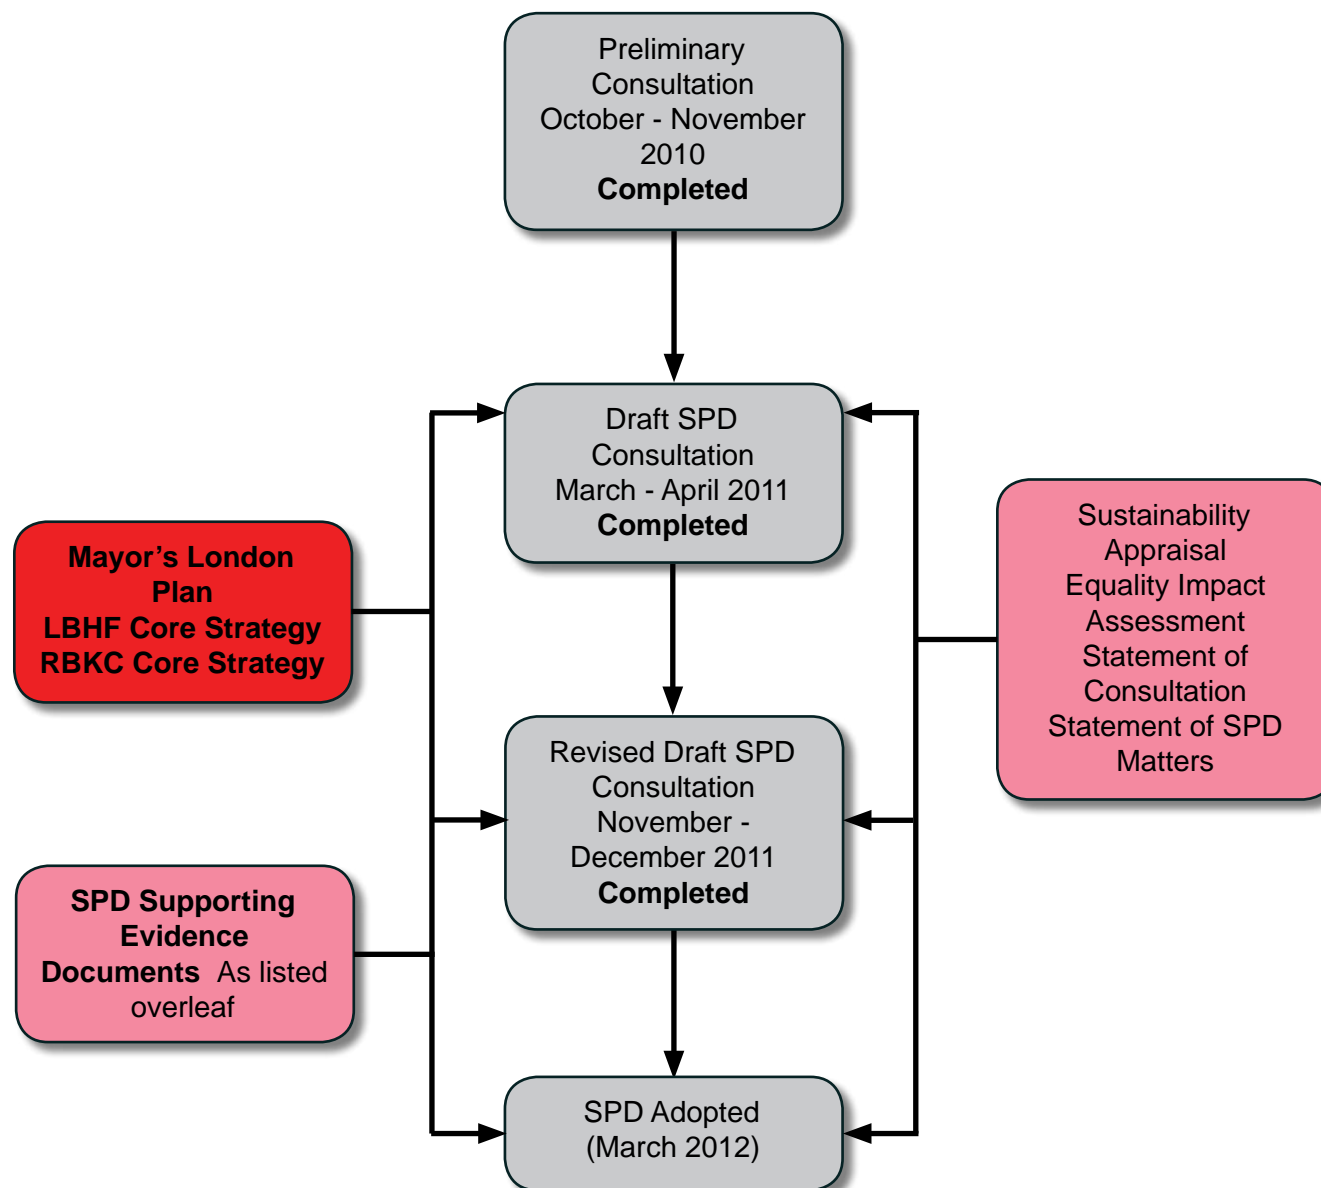 Preliminary
Consultation
October - November
2010
Completed
Draft SPD
Consultation
March - April 2011
Completed
Mayor’s London
Plan
LBHF Core Strategy
RBKC Core Strategy
Sustainability
Appraisal
Equality Impact
Assessment
Statement of
Consultation
Statement of SPD
Matters
Revised Draft SPD
Consultation
November -
December 2011
Completed
SPD Supporting
Evidence
Documents As listed
overleaf
SPD Adopted
(March 2012)